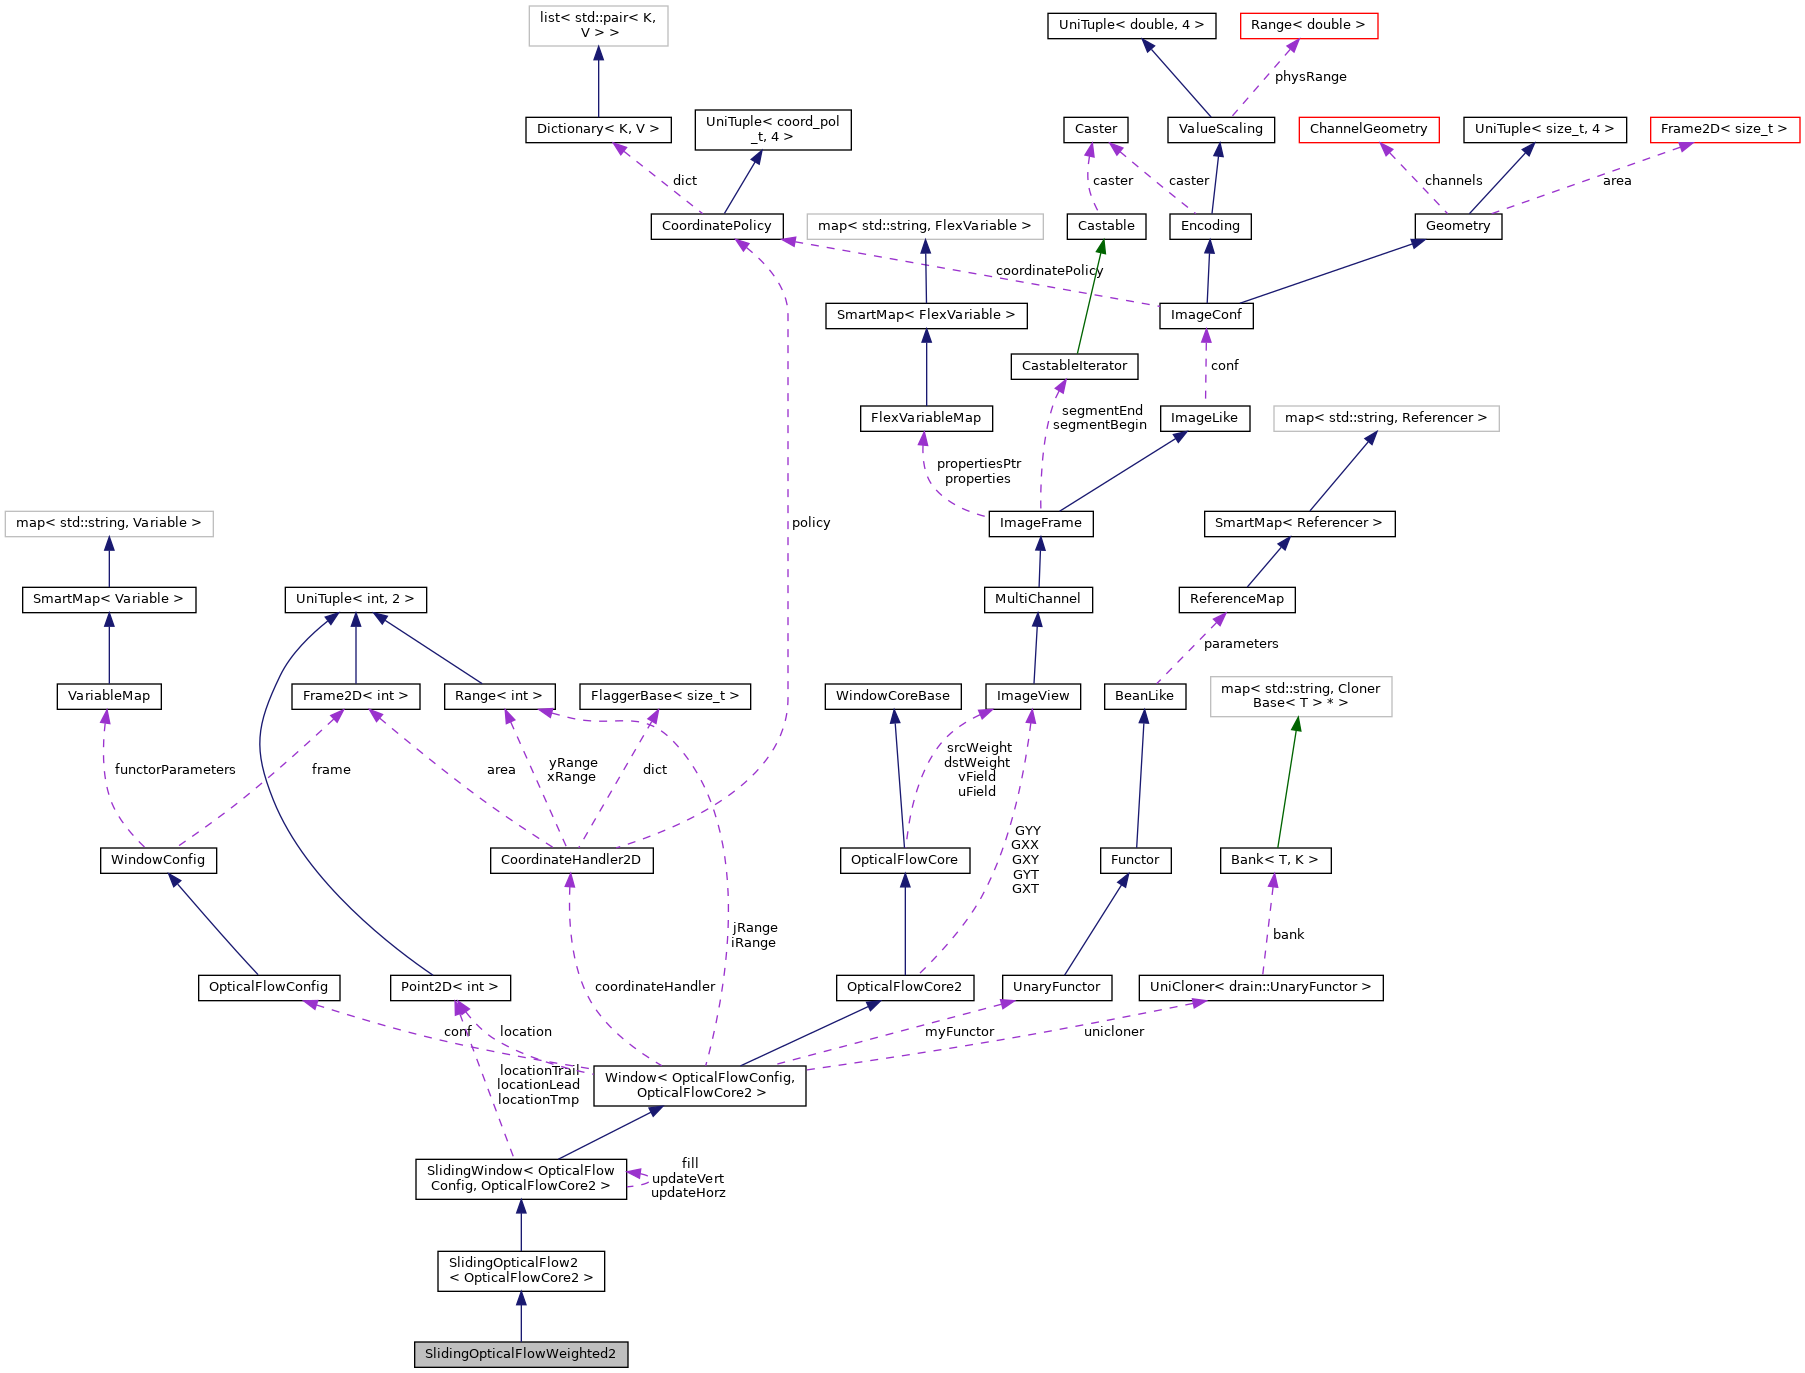 list< std::pair< K,
V > >
UniTuple< double, 4 >
Range< double >
physRange
Dictionary< K, V >
UniTuple< coord_pol
_t, 4 >
Caster
ValueScaling
ChannelGeometry
UniTuple< size_t, 4 >
Frame2D< size_t >
dict
caster
caster
channels
area
CoordinatePolicy
map< std::string, FlexVariable >
Castable
Encoding
Geometry
coordinatePolicy
SmartMap< FlexVariable >
ImageConf
CastableIterator
conf
FlexVariableMap
segmentEnd
segmentBegin
ImageLike
map< std::string, Referencer >
propertiesPtr
properties
map< std::string, Variable >
policy
ImageFrame
SmartMap< Referencer >
SmartMap< Variable >
UniTuple< int, 2 >
MultiChannel
ReferenceMap
parameters
VariableMap
Frame2D< int >
Range< int >
FlaggerBase< size_t >
WindowCoreBase
ImageView
BeanLike
map< std::string, Cloner
Base< T > * >
functorParameters
frame
area
yRange
xRange
dict
srcWeight
dstWeight
vField
uField
GYY
GXX
GXY
GYT
GXT
WindowConfig
CoordinateHandler2D
OpticalFlowCore
Functor
Bank< T, K >
jRange
iRange
bank
OpticalFlowConfig
Point2D< int >
coordinateHandler
OpticalFlowCore2
UnaryFunctor
UniCloner< drain::UnaryFunctor >
conf
location
myFunctor
unicloner
locationTrail
locationLead
locationTmp
Window< OpticalFlowConfig,
OpticalFlowCore2 >
SlidingWindow< OpticalFlow
Config, OpticalFlowCore2 >
fill
updateVert
updateHorz
SlidingOpticalFlow2
< OpticalFlowCore2 >
SlidingOpticalFlowWeighted2